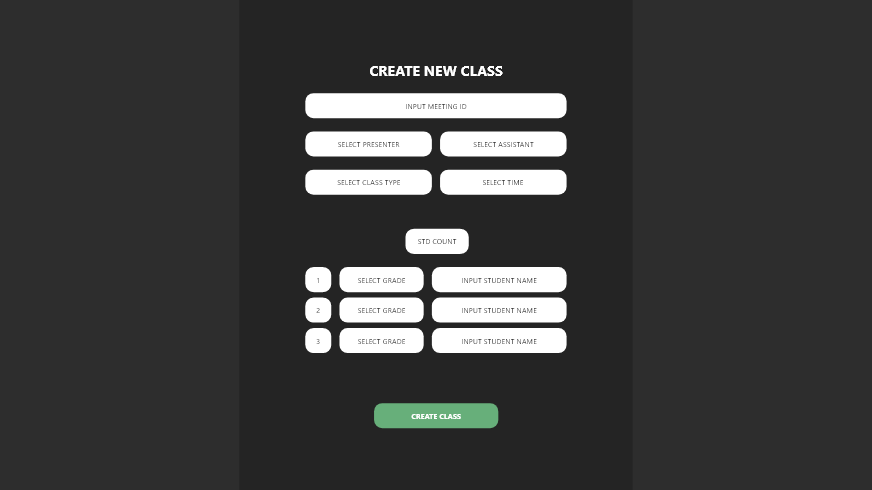 CREATE NEW CLASS
INPUT MEETING ID
SELECT PRESENTER SELECT ASSISTANT
SELECT CLASS TYPE SELECT TIME
STD COUNT
1 SELECT GRADE INPUT STUDENT NAME
2 SELECT GRADE INPUT STUDENT NAME
3 SELECT GRADE INPUT STUDENT NAME
CREATE CLASS